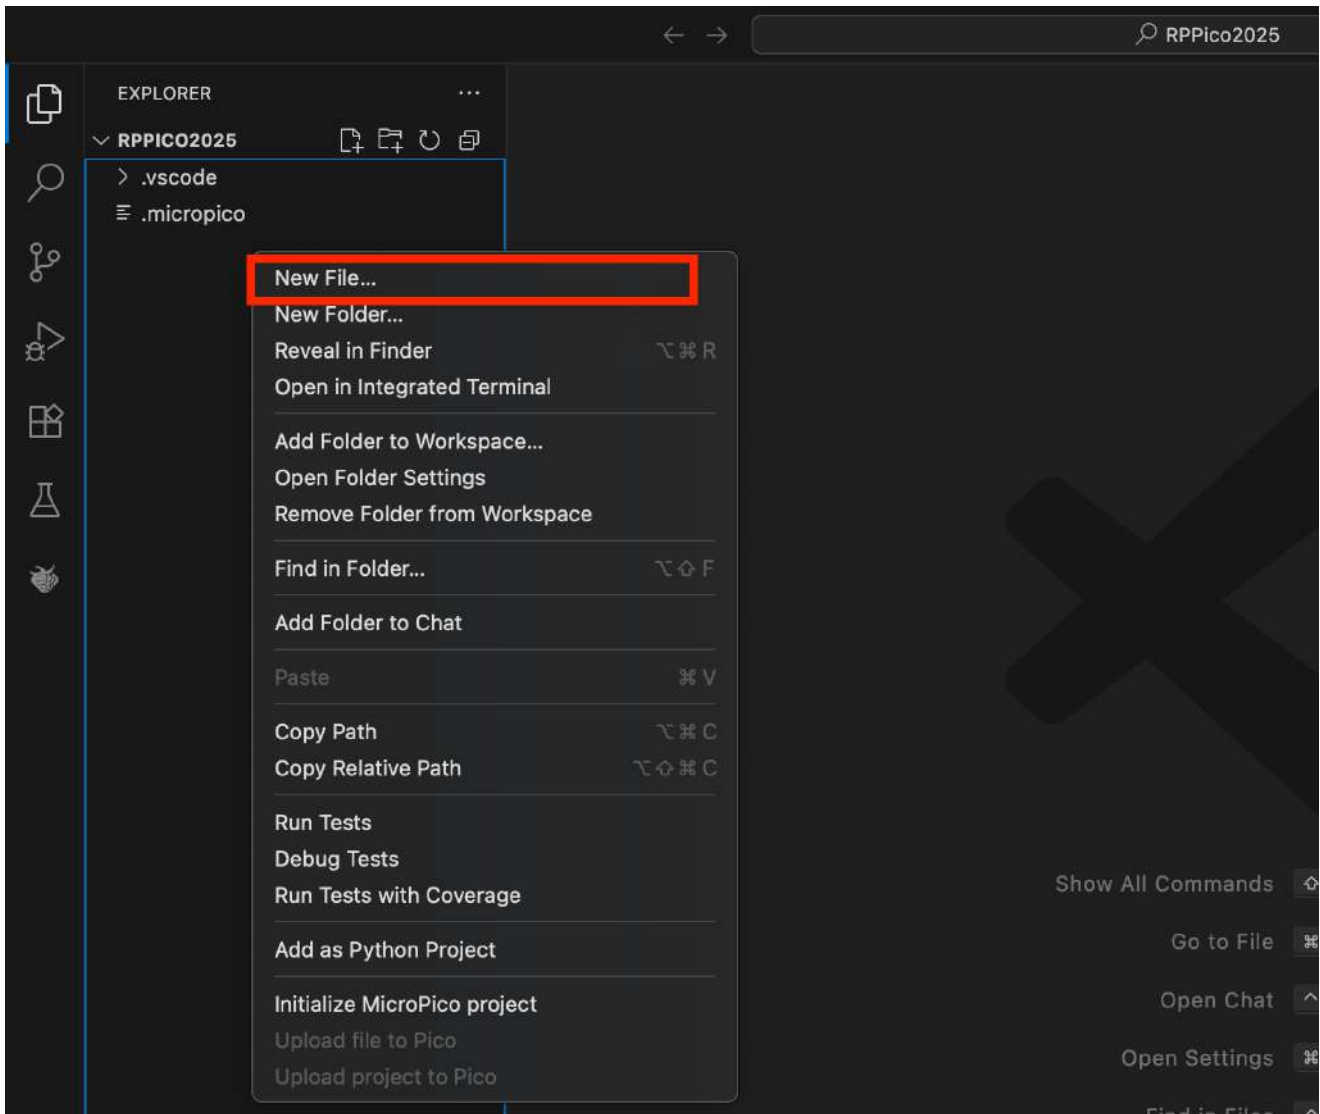 RPPico2025
EXPLORER
RPPICO2025
.vscode
.micropico
New File...
New Folder...
Reveal in Finder ⌥⌘R
Open in Integrated Terminal
Add Folder to Workspace...
Open Folder Settings
Remove Folder from Workspace
Find in Folder... ⌥⇧F
Add Folder to Chat
Paste ⌘V
Copy Path ⌥⌘C
Copy Relative Path ⌥⇧⌘C
Run Tests
Debug Tests
Run Tests with Coverage
Show All Commands ⇧
Go to File ⌘
Add as Python Project
Open Chat ^
Initialize MicroPico project
Upload file to Pico
Open Settings ⌘
Upload project to Pico
Find in Files